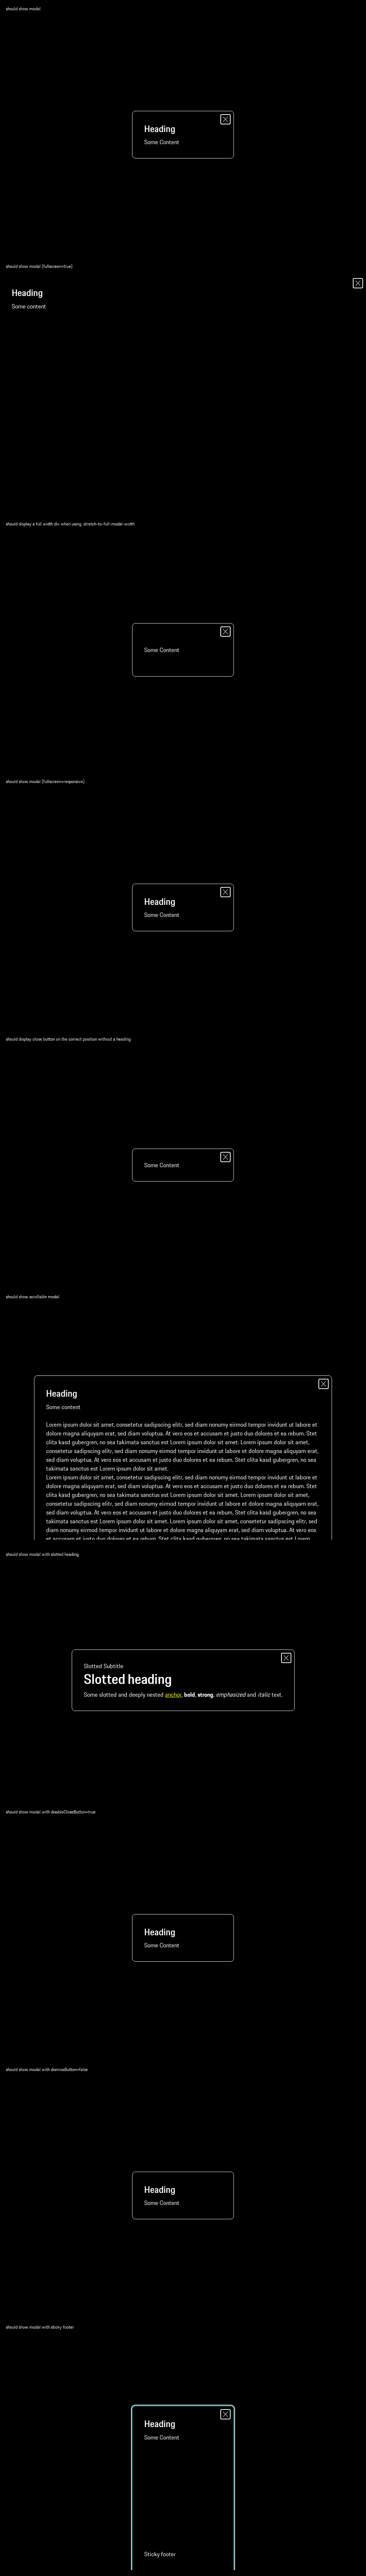 should show modal
Heading
Some Content
should show modal (fullscreen=true)
Heading
Some content
should display a full width div when using .stretch-to-full-modal-width
Some Content
should show modal (fullscreen=responsive)
Heading
Some Content
should display close button on the correct position without a heading
Some Content
should show scrollable modal
Heading
Some content
Lorem ipsum dolor sit amet, consetetur sadipscing elitr, sed diam nonumy eirmod tempor invidunt ut labore et
dolore magna aliquyam erat, sed diam voluptua. At vero eos et accusam et justo duo dolores et ea rebum. Stet
clita kasd gubergren, no sea takimata sanctus est Lorem ipsum dolor sit amet. Lorem ipsum dolor sit amet,
consetetur sadipscing elitr, sed diam nonumy eirmod tempor invidunt ut labore et dolore magna aliquyam erat,
sed diam voluptua. At vero eos et accusam et justo duo dolores et ea rebum. Stet clita kasd gubergren, no sea
takimata sanctus est Lorem ipsum dolor sit amet.
Lorem ipsum dolor sit amet, consetetur sadipscing elitr, sed diam nonumy eirmod tempor invidunt ut labore et
dolore magna aliquyam erat, sed diam voluptua. At vero eos et accusam et justo duo dolores et ea rebum. Stet
clita kasd gubergren, no sea takimata sanctus est Lorem ipsum dolor sit amet. Lorem ipsum dolor sit amet,
consetetur sadipscing elitr, sed diam nonumy eirmod tempor invidunt ut labore et dolore magna aliquyam erat,
sed diam voluptua. At vero eos et accusam et justo duo dolores et ea rebum. Stet clita kasd gubergren, no sea
takimata sanctus est Lorem ipsum dolor sit amet. Lorem ipsum dolor sit amet, consetetur sadipscing elitr, sed
diam nonumy eirmod tempor invidunt ut labore et dolore magna aliquyam erat, sed diam voluptua. At vero eos
et accusam et justo duo dolores et ea rebum. Stet clita kasd gubergren, no sea takimata sanctus est Lorem
should show modal with slotted heading
Slotted Subtitle
Slotted heading
Some slotted and deeply nested anchor, bold, strong, emphasized and italic text.
should show modal with disableCloseButton=true
Heading
Some Content
should show modal with dismissButton=false
Heading
Some Content
should show modal with sticky footer
Heading
Some Content
Sticky footer